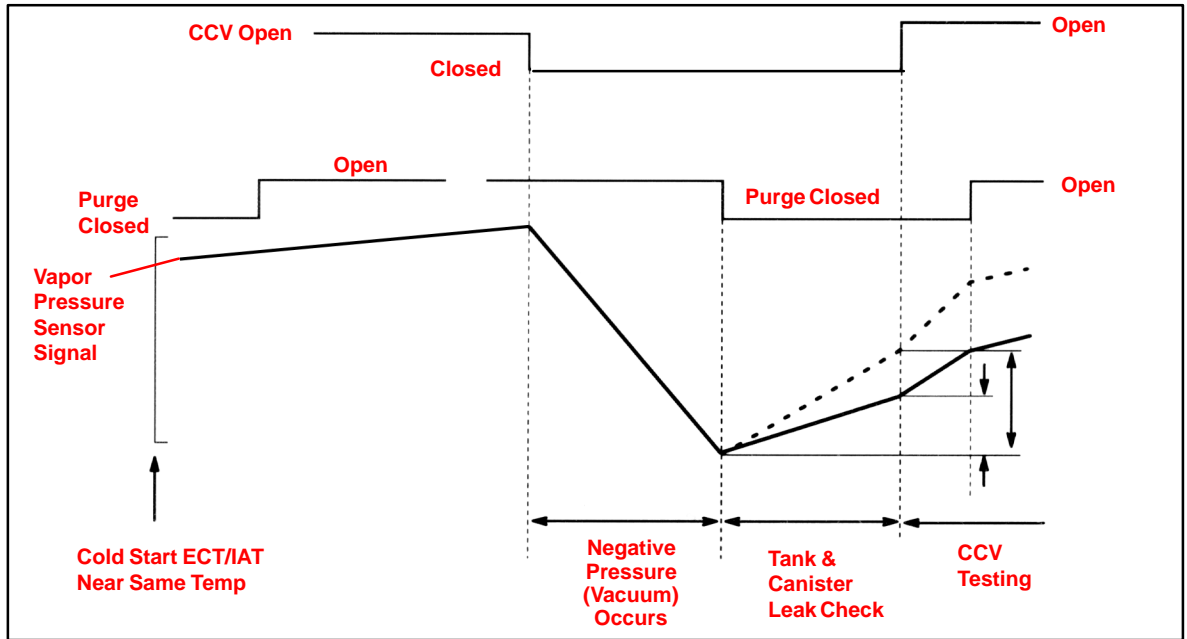 CCV Open
Open
Closed
Open
Purge
Closed
Purge Closed
Open
Vapor
Pressure
Sensor
Signal
Cold Start ECT/IAT
Near Same Temp
Negative
Pressure
(Vacuum)
Occurs
Tank &
Canister
Leak Check
CCV
Testing